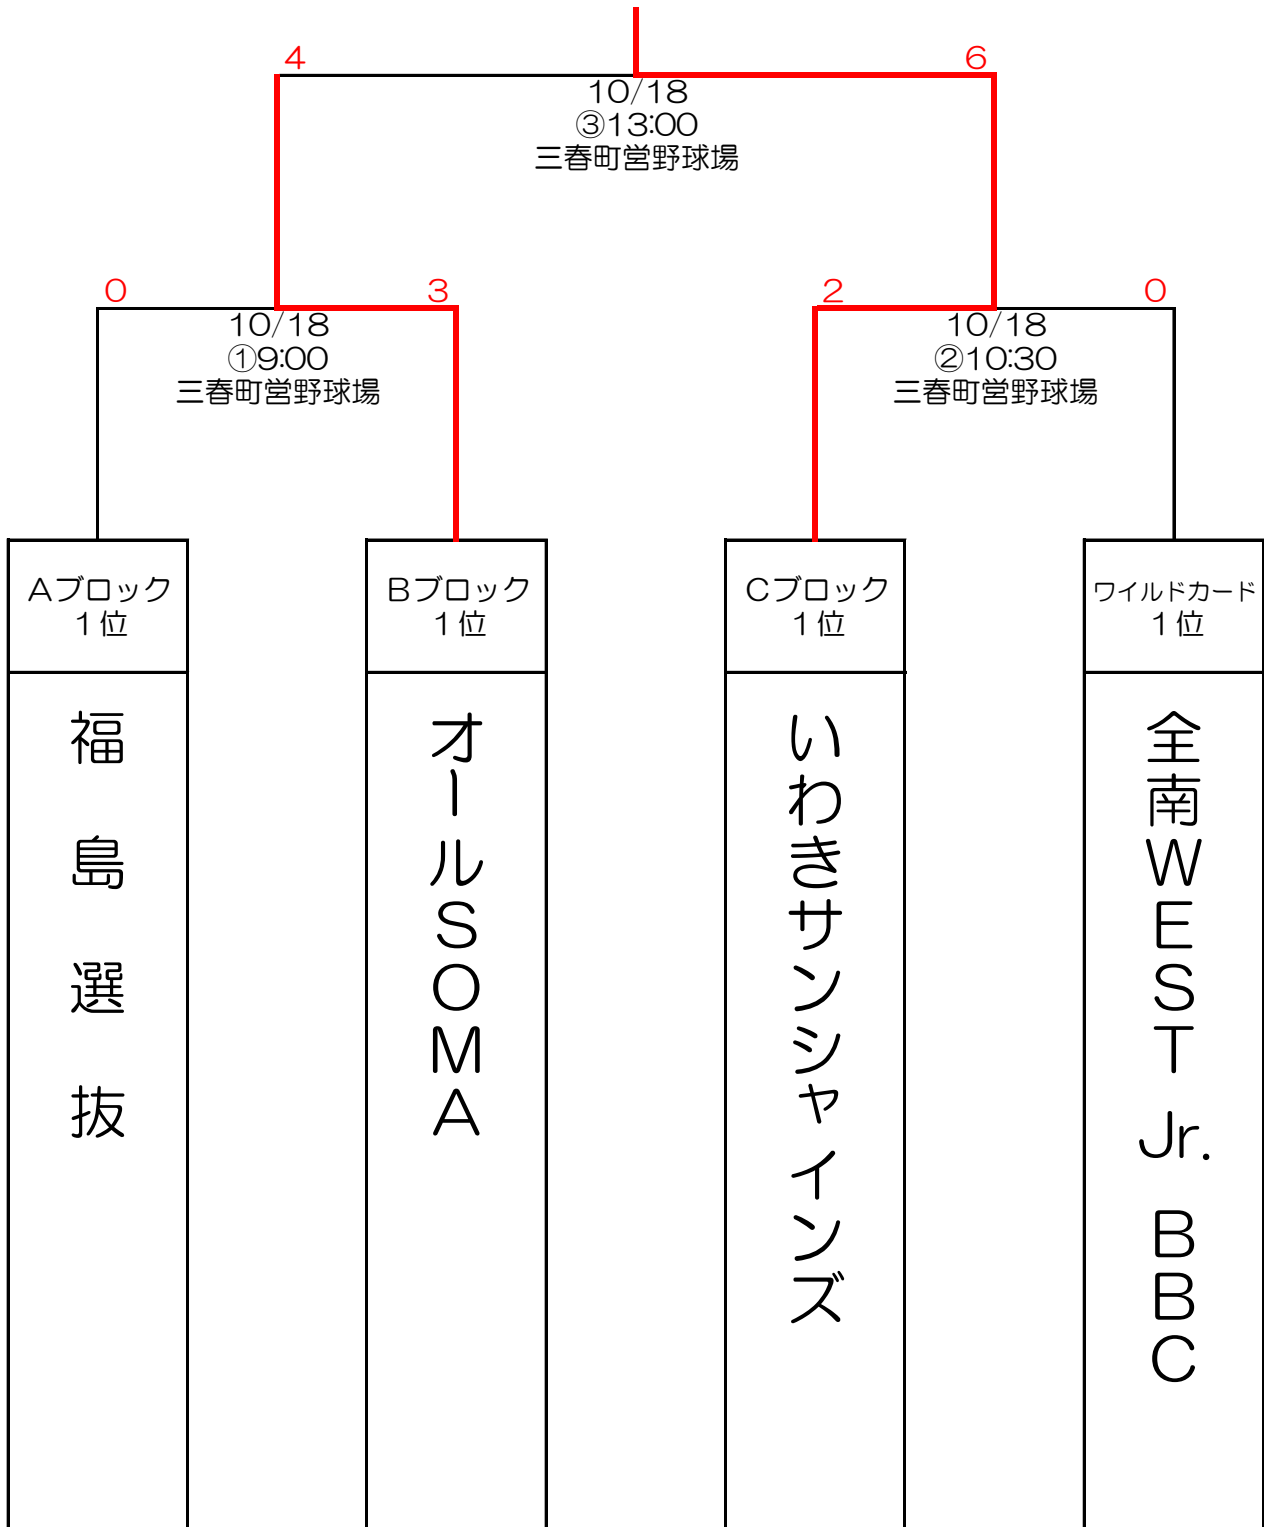 4
6
10/18
③13:00
三春町営野球場
0
3
2
0
10/18
①9:00
三春町営野球場
10/18
②10:30
三春町営野球場
Aブロック
1位
Bブロック
1位
Cブロック
1位
ワイルドカード
1位
福島選抜
オールSOMA
いわきサンシャインズ
全南WEST Jr. BBC